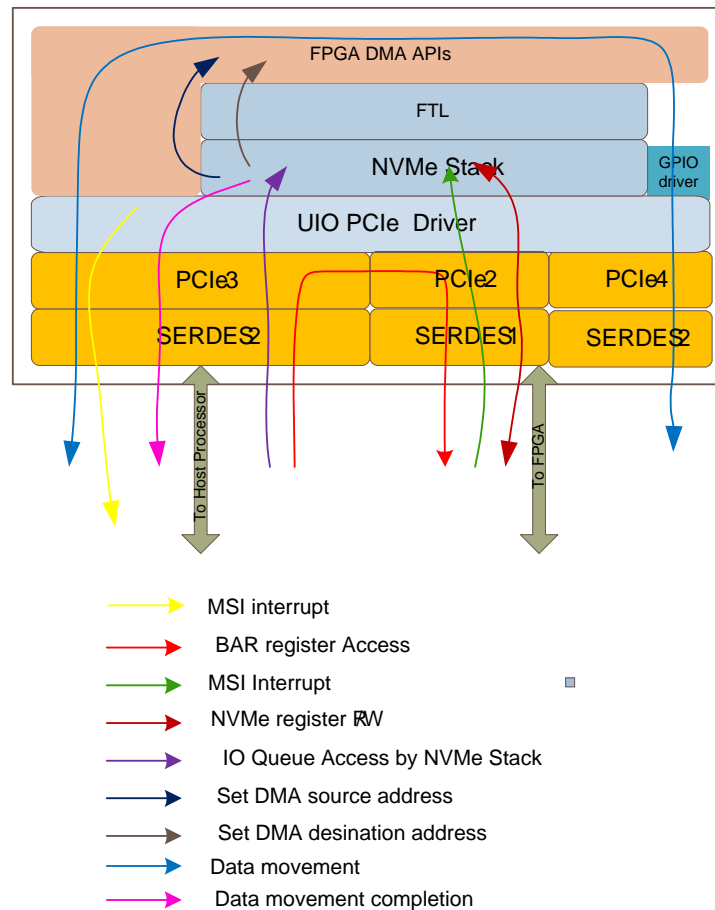 FPGA DMA APIs
FTL
NVMe Stack
GPIO
driver
UIO PCIe Driver
PCIe3
PCIe2
PCIe4
SERDES2
SERDES1
SERDES2
To Host Processor
To FPGA
MSI interrupt
BAR register Access
MSI Interrupt
NVMe register RW
IO Queue Access by NVMe Stack
Set DMA source address
Set DMA desination address
Data movement
Data movement completion